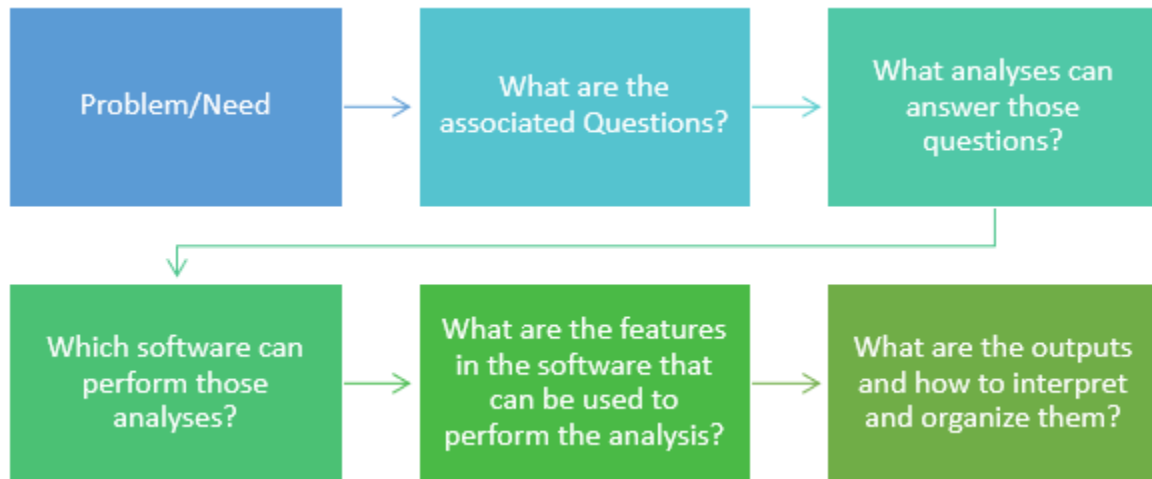 Problem/Need
What are the
associated Questions?
What analyses can
answer those
questions?
Which software can
perform those
analyses?
What are the features
in the software that
can be used to
perform the analysis?
What are the outputs
and how to interpret
and organize them?